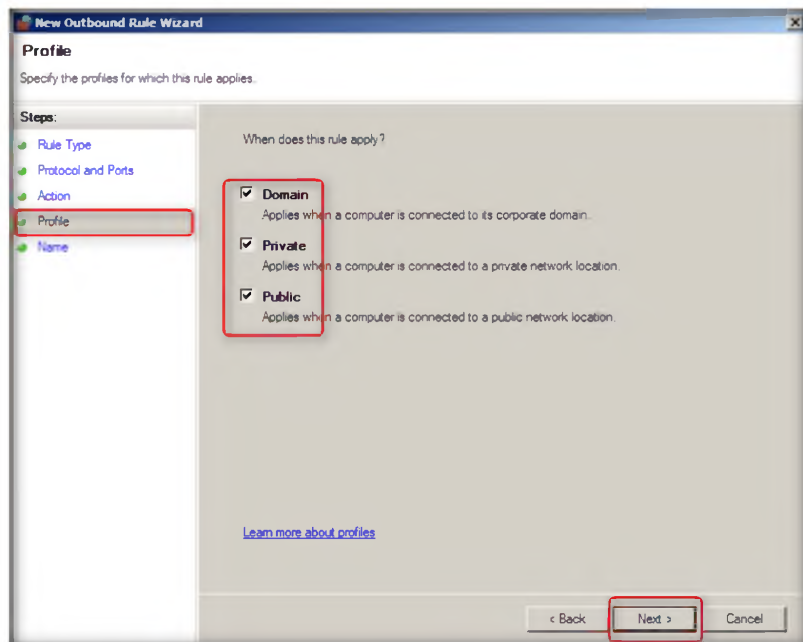 New Outbound Rule Wizard
Profile
Specify the profiles for which this rule applies.
Steps:
Rule Type
Protocol and Ports
Action
Profile
Name
When does this rule apply?
Domain
Applies when a computer is connected to its corporate domain.
Private
Applies when a computer is connected to a private network location.
Public
Applies when a computer is connected to a public network location.
Learn more about profiles
< Back
Next >
Cancel